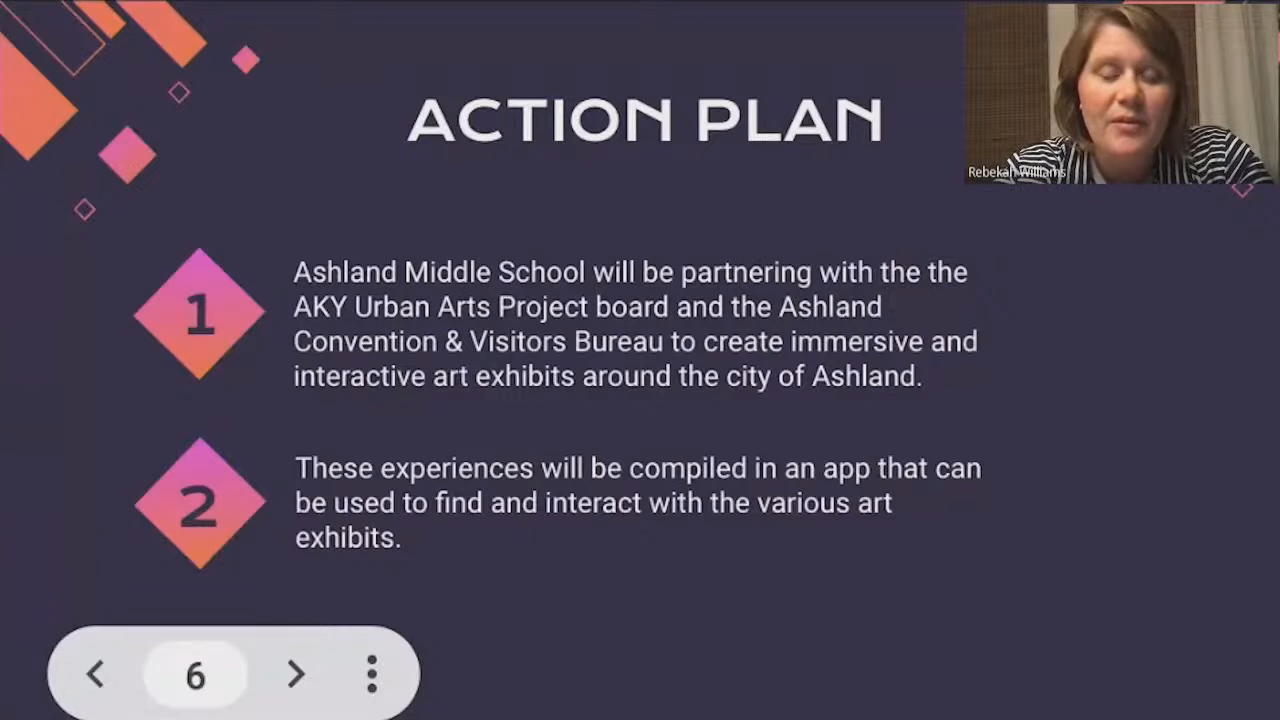 ACTION PLAN
Rebekah Williams
1
Ashland Middle School will be partnering with the the
AKY Urban Arts Project board and the Ashland
Convention & Visitors Bureau to create immersive and
interactive art exhibits around the city of Ashland.
2
These experiences will be compiled in an app that can
be used to find and interact with the various art
exhibits.
6